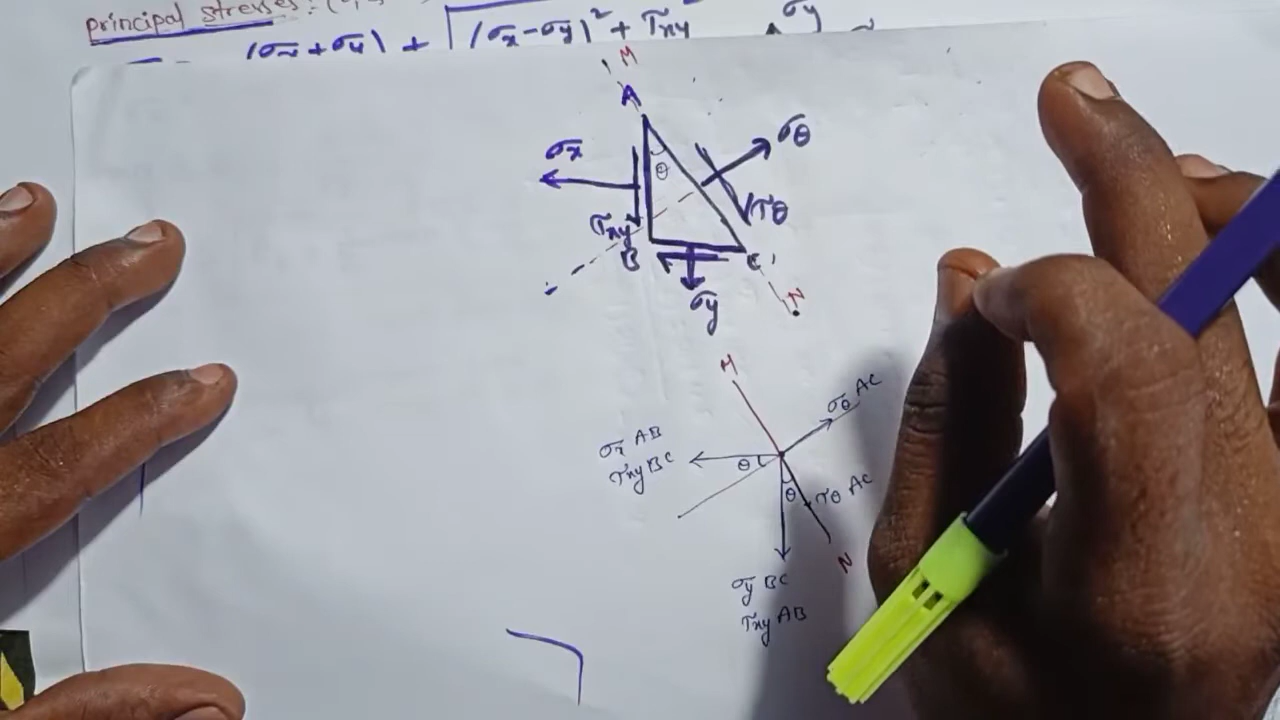 principal stresses:
(σx + σy) + √(σx - σy)² + τxy²
σy
M
A
σx
σθ
θ
τxy
τθ
B
C
σy
N
M
σθ AC
σx AB
τxy BC
θ
θ
τθ AC
N
σy BC
τxy AB